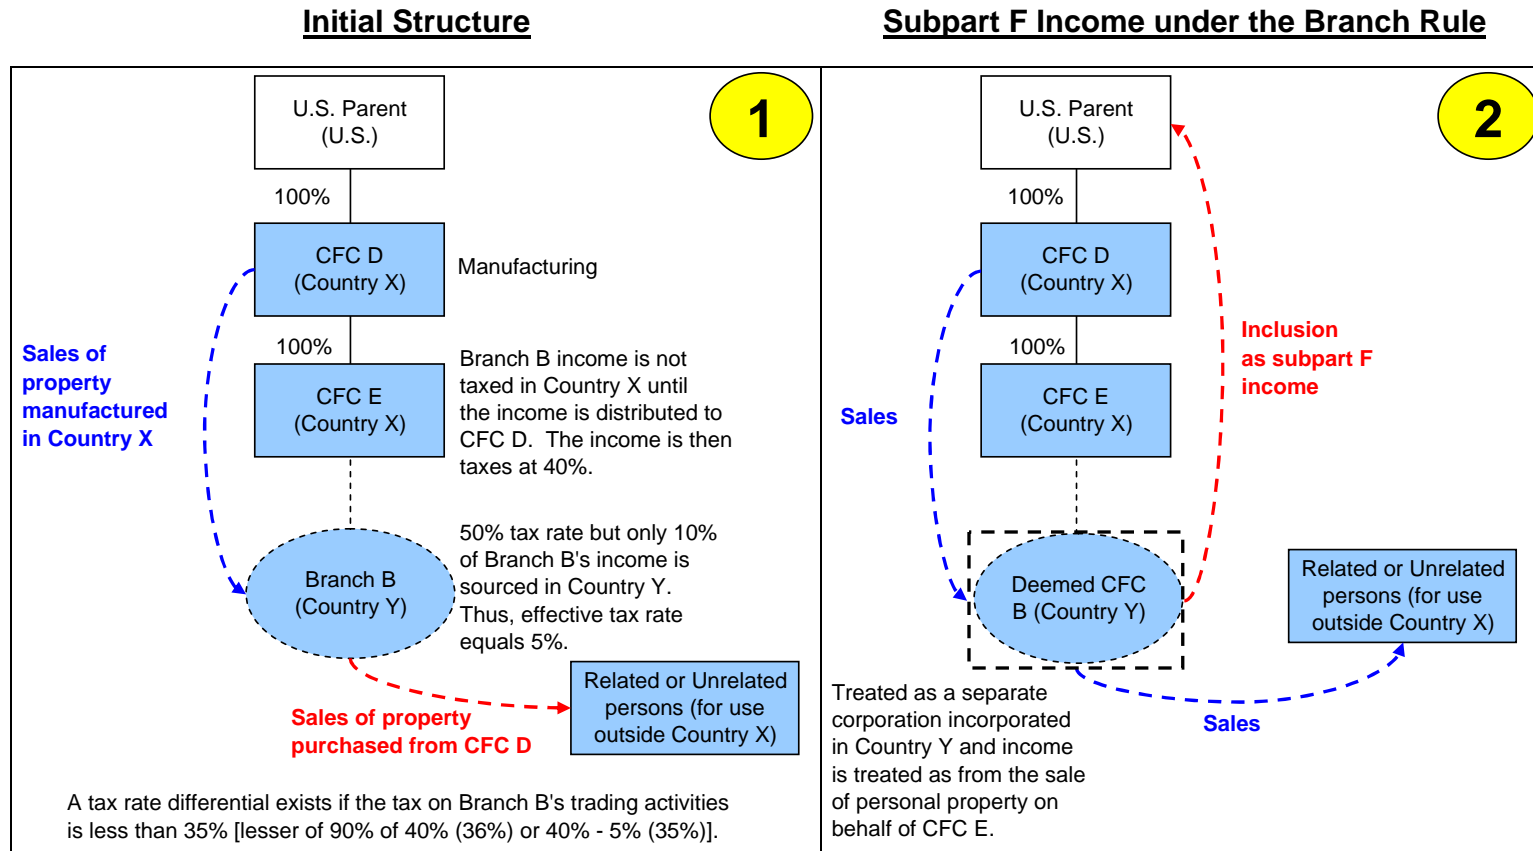 Initial Structure
Subpart F Income under the Branch Rule
U.S. Parent
(U.S.)
1
100%
CFC D
(Country X)
Manufacturing
100%
Sales of
property
manufactured
in Country X
CFC E
(Country X)
Branch B income is not
taxed in Country X until
the income is distributed to
CFC D. The income is then
taxes at 40%.
Branch B
(Country Y)
50% tax rate but only 10%
of Branch B's income is
sourced in Country Y.
Thus, effective tax rate
equals 5%.
Sales of property
purchased from CFC D
Related or Unrelated
persons (for use
outside Country X)
A tax rate differential exists if the tax on Branch B's trading activities
is less than 35% [lesser of 90% of 40% (36%) or 40% - 5% (35%)].
U.S. Parent
(U.S.)
2
100%
CFC D
(Country X)
100%
Inclusion
as subpart F
income
Sales
CFC E
(Country X)
Deemed CFC
B (Country Y)
Related or Unrelated
persons (for use
outside Country X)
Sales
Treated as a separate
corporation incorporated
in Country Y and income
is treated as from the sale
of personal property on
behalf of CFC E.